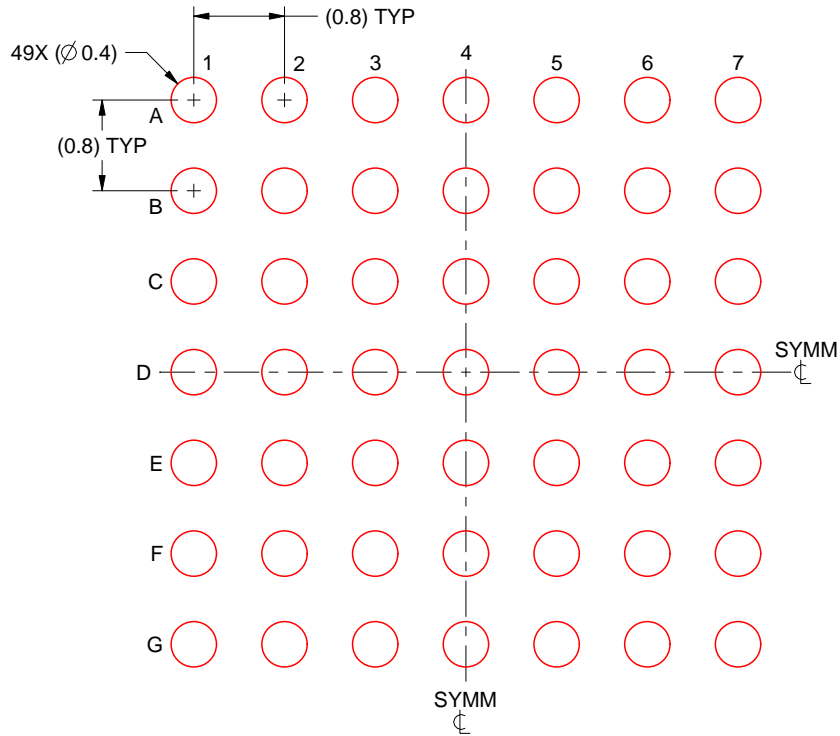 (0.8) TYP
49X (∅ 0.4)
1 2 3 4 5 6 7
A
(0.8) TYP
B
C
D
SYMM
℄
E
F
G
SYMM
℄